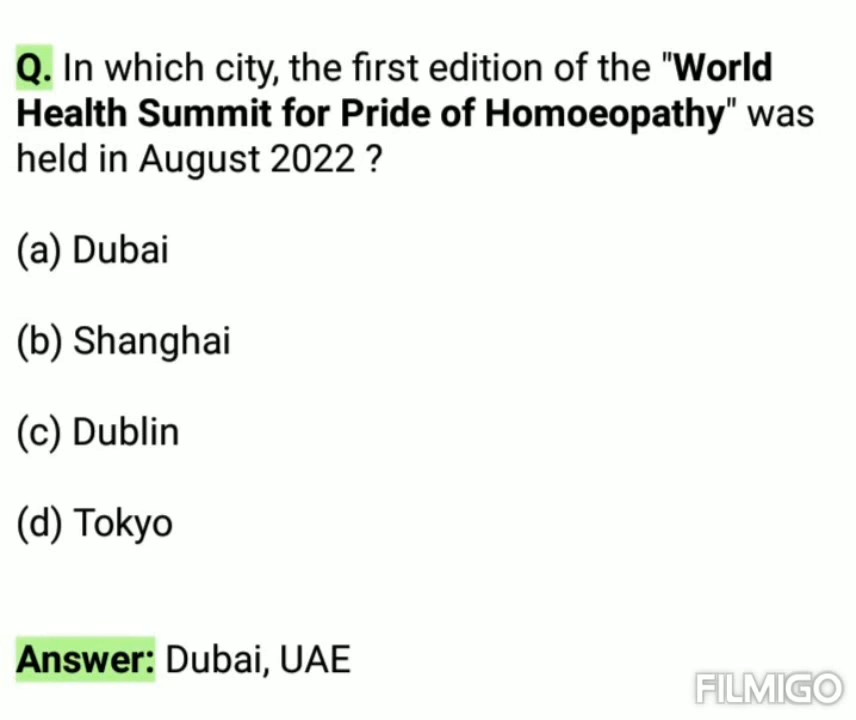 Q. In which city, the first edition of the "World
Health Summit for Pride of Homoeopathy" was
held in August 2022 ?
(a) Dubai
(b) Shanghai
(c) Dublin
(d) Tokyo
Answer: Dubai, UAE
FILMIGO